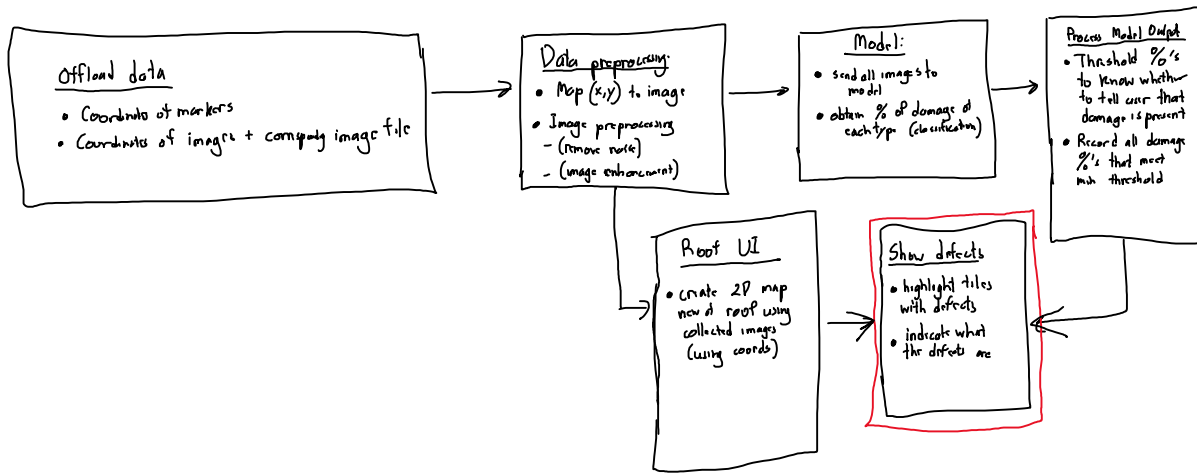 Offload data
• Coordinates of markers
• Coordinates of images + image file
Data preprocessing:
• Map (x,y) to image
• Image preprocessing
- (remove noise)
- (image enhancement)
Model:
• send all images to
model
• obtain % of damage of
each type (classification)
Process Model Output
• Threshold %'s
to know whether
to tell user that
damage is present
• Record all damage
%'s that meet
min threshold
Roof UI
• create 2D map
view of roof using
collected images
(using coords)
Show defects
• highlight tiles
with defects
• indicate what
the defects are